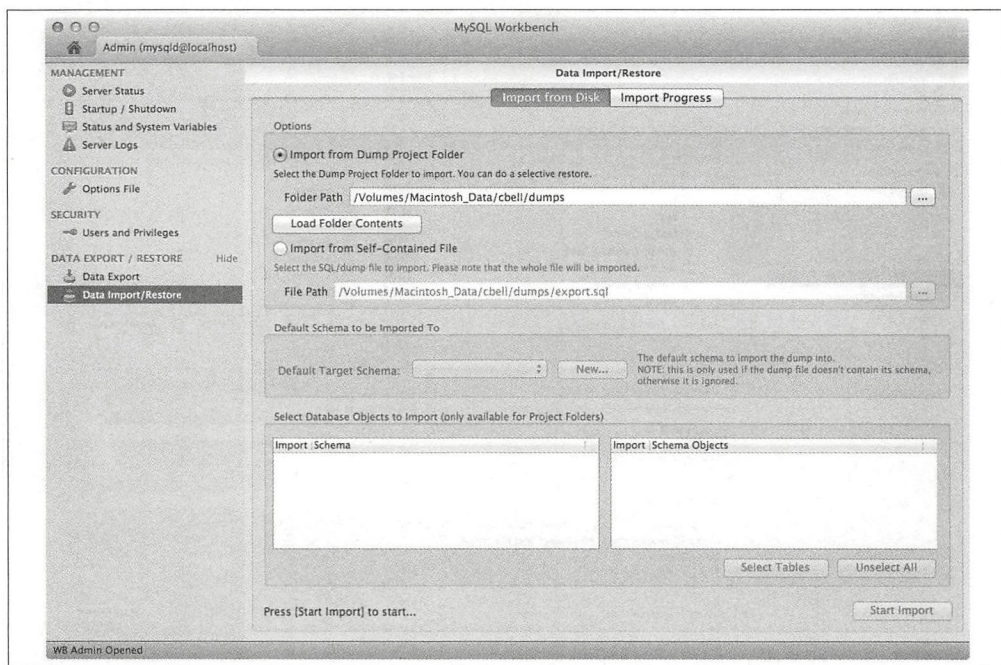 MySQL Workbench
Admin (mysqld@localhost)
MANAGEMENT
Server Status
Startup / Shutdown
Status and System Variables
Server Logs
CONFIGURATION
Options File
SECURITY
Users and Privileges
DATA EXPORT / RESTORE Hide
Data Export
Data Import/Restore
Data Import/Restore
Import from Disk Import Progress
Options
Import from Dump Project Folder
Select the Dump Project Folder to import. You can do a selective restore.
Folder Path /Volumes/Macintosh_Data/cbell/dumps ...
Load Folder Contents
Import from Self-Contained File
Select the SQL/dump file to import. Please note that the whole file will be imported.
File Path /Volumes/Macintosh_Data/cbell/dumps/export.sql ...
Default Schema to be Imported To
Default Target Schema: New...
The default schema to import the dump into.
NOTE: this is only used if the dump file doesn't contain its schema,
otherwise it is ignored.
Select Database Objects to Import (only available for Project Folders)
Import Schema
Import Schema Objects
Select Tables Unselect All
Press [Start Import] to start...
Start Import
WB Admin Opened